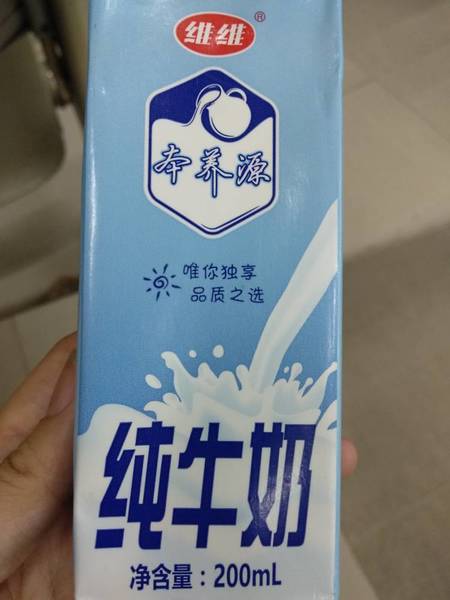 维维®
本养源
唯你独享
品质之选
纯牛奶
净含量：200mL